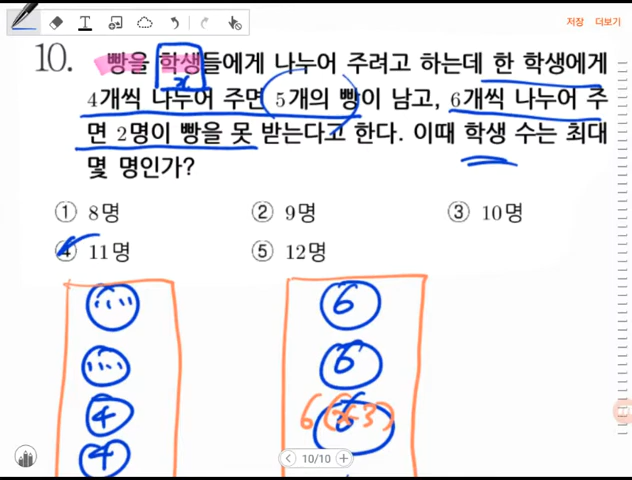 저장 더보기
10. 빵을 학생들에게 나누어 주려고 하는데 한 학생에게
x
4개씩 나누어 주면 5개의 빵이 남고, 6개씩 나누어 주
면 2명이 빵을 못 받는다고 한다. 이때 학생 수는 최대
몇 명인가?
① 8명 ② 9명 ③ 10명
④ 11명 ⑤ 12명
6
6
4
6(x-3)
6
4
10/10